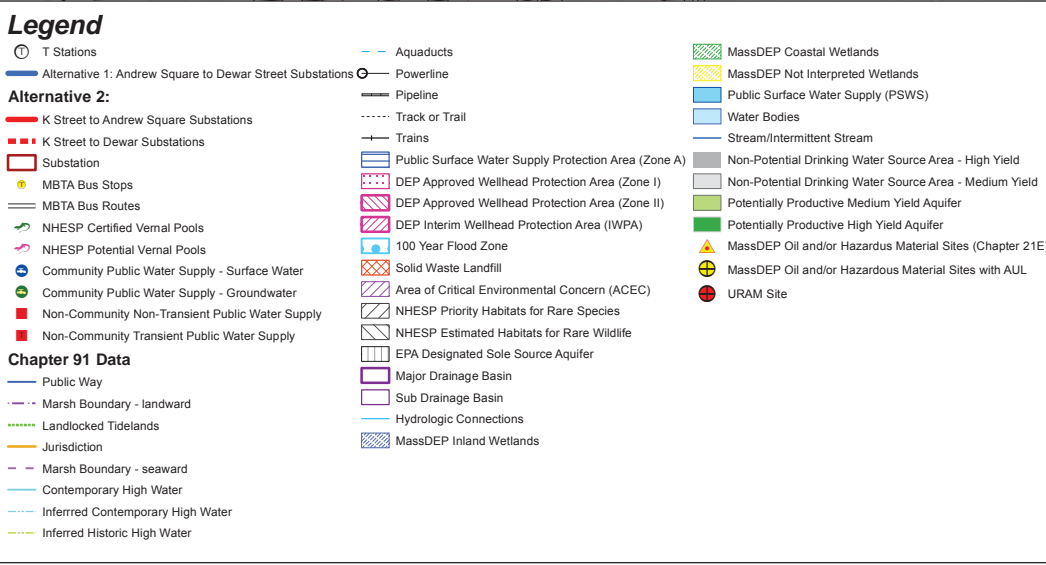 Legend
T T Stations
Alternative 1: Andrew Square to Dewar Street Substations
Alternative 2:
K Street to Andrew Square Substations
K Street to Dewar Substations
Substation
T MBTA Bus Stops
MBTA Bus Routes
NHESP Certified Vernal Pools
NHESP Potential Vernal Pools
Community Public Water Supply - Surface Water
Community Public Water Supply - Groundwater
Non-Community Non-Transient Public Water Supply
T Non-Community Transient Public Water Supply
Chapter 91 Data
Public Way
Marsh Boundary - landward
Landlocked Tidelands
Jurisdiction
Marsh Boundary - seaward
Contemporary High Water
Inferrred Contemporary High Water
Inferred Historic High Water
Aquaducts
Powerline
Pipeline
Track or Trail
Trains
Public Surface Water Supply Protection Area (Zone A)
DEP Approved Wellhead Protection Area (Zone I)
DEP Approved Wellhead Protection Area (Zone II)
DEP Interim Wellhead Protection Area (IWPA)
100 Year Flood Zone
Solid Waste Landfill
Area of Critical Environmental Concern (ACEC)
NHESP Priority Habitats for Rare Species
NHESP Estimated Habitats for Rare Wildlife
EPA Designated Sole Source Aquifer
Major Drainage Basin
Sub Drainage Basin
Hydrologic Connections
MassDEP Inland Wetlands
MassDEP Coastal Wetlands
MassDEP Not Interpreted Wetlands
Public Surface Water Supply (PSWS)
Water Bodies
Stream/Intermittent Stream
Non-Potential Drinking Water Source Area - High Yield
Non-Potential Drinking Water Source Area - Medium Yield
Potentially Productive Medium Yield Aquifer
Potentially Productive High Yield Aquifer
MassDEP Oil and/or Hazardus Material Sites (Chapter 21E)
MassDEP Oil and/or Hazardous Material Sites with AUL
URAM Site